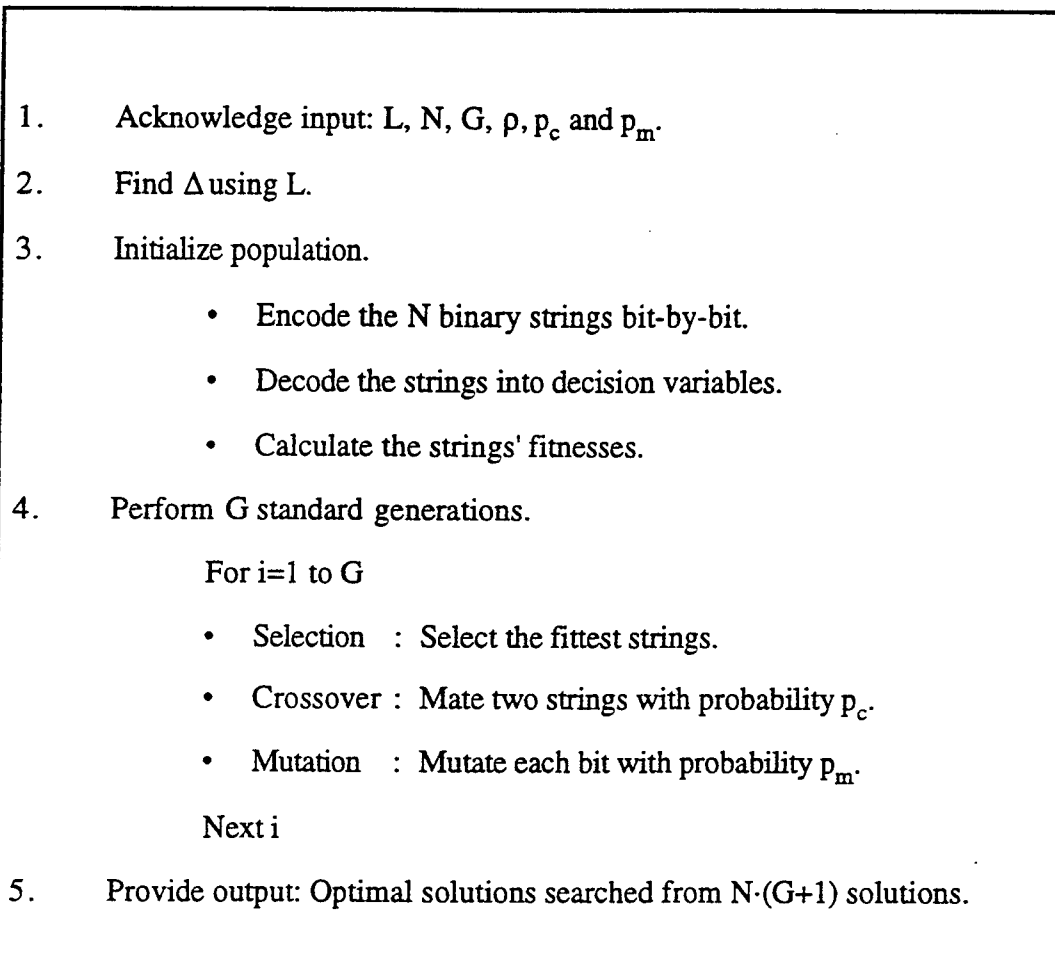 1. Acknowledge input: L, N, G, ρ, p_c and p_m.
2. Find Δ using L.
3. Initialize population.
• Encode the N binary strings bit-by-bit.
• Decode the strings into decision variables.
• Calculate the strings' fitnesses.
4. Perform G standard generations.
For i=1 to G
• Selection : Select the fittest strings.
• Crossover : Mate two strings with probability p_c.
• Mutation : Mutate each bit with probability p_m.
Next i
5. Provide output: Optimal solutions searched from N·(G+1) solutions.